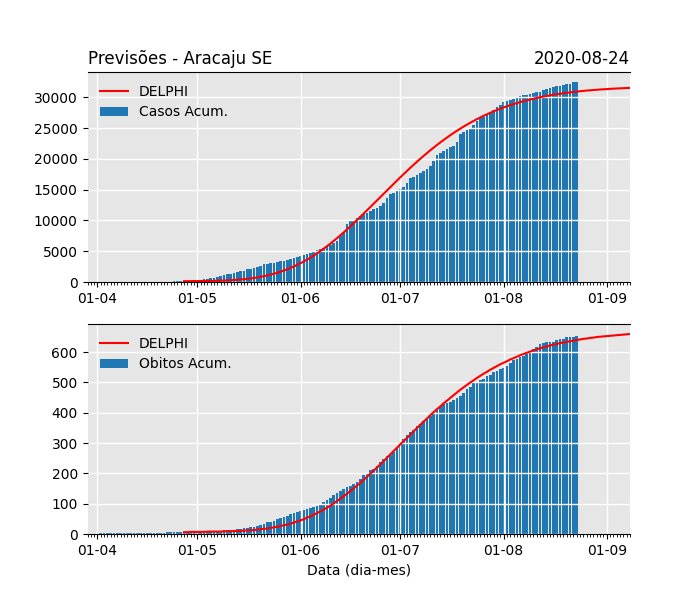 Previsões - Aracaju SE 2020-08-24
DELPHI
Casos Acum.
30000
25000
20000
15000
10000
5000
0
01-04 01-05 01-06 01-07 01-08 01-09
DELPHI
Obitos Acum.
600
500
400
300
200
100
0
01-04 01-05 01-06 01-07 01-08 01-09
Data (dia-mes)